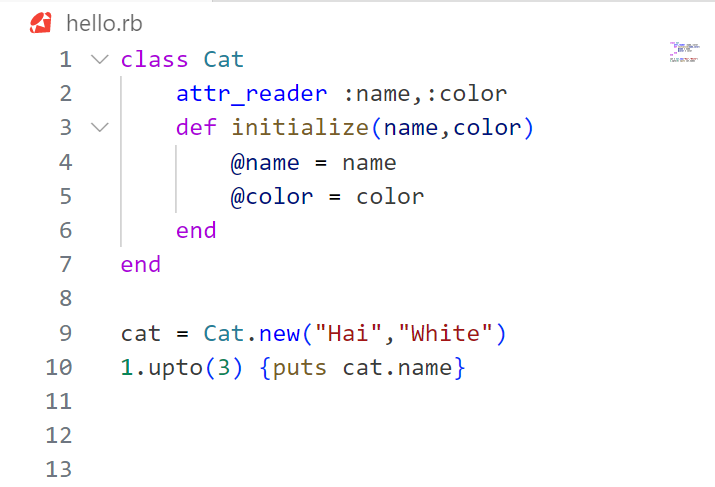 hello.rb
1 class Cat
2     attr_reader :name,:color
3     def initialize(name,color)
4         @name = name
5         @color = color
6     end
7 end
8
9 cat = Cat.new("Hai","White")
10 1.upto(3) {puts cat.name}
11
12
13